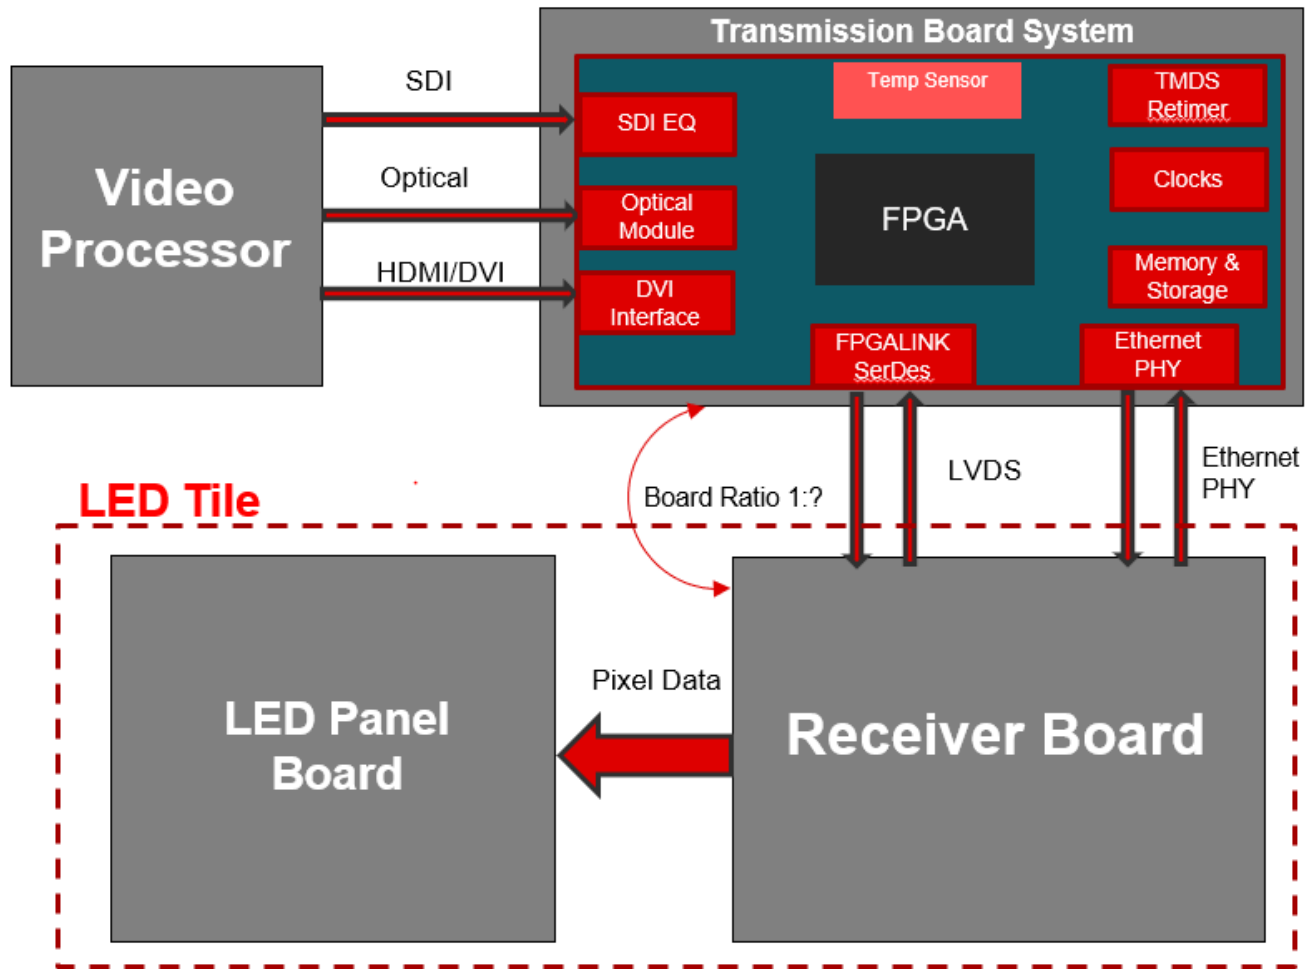 Transmission Board System
Video
Processor
SDI
Optical
HDMI/DVI
SDI EQ
Optical
Module
DVI
Interface
Temp Sensor
FPGA
TMDS
Retimer
Clocks
Memory &
Storage
FPGALINK
SerDes
Ethernet
PHY
LVDS
Ethernet
PHY
Board Ratio 1:?
LED Tile
LED Panel
Board
Pixel Data
Receiver Board